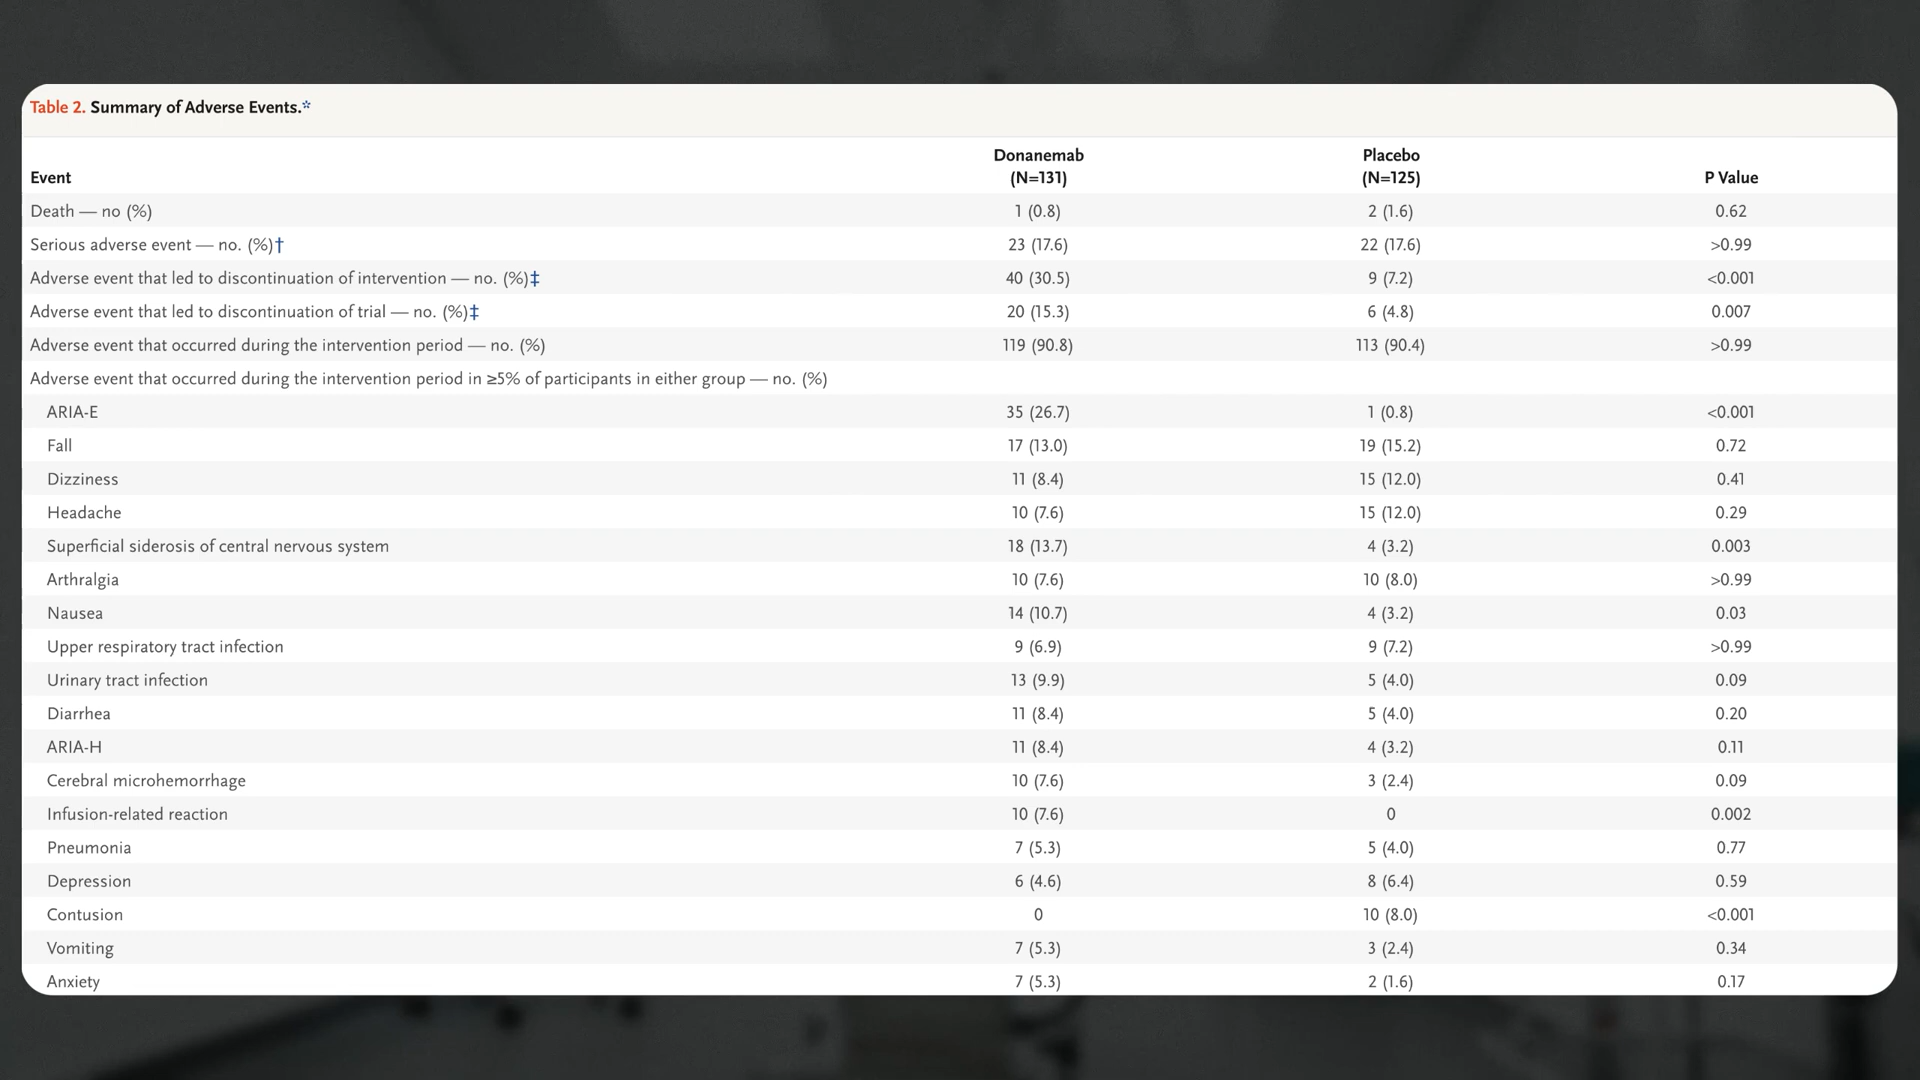 Table 2. Summary of Adverse Events.*
Event Donanemab (N=131) Placebo (N=125) P Value
Death — no (%) 1 (0.8) 2 (1.6) 0.62
Serious adverse event — no. (%)† 23 (17.6) 22 (17.6) >0.99
Adverse event that led to discontinuation of intervention — no. (%)‡ 40 (30.5) 9 (7.2) <0.001
Adverse event that led to discontinuation of trial — no. (%)‡ 20 (15.3) 6 (4.8) 0.007
Adverse event that occurred during the intervention period — no. (%) 119 (90.8) 113 (90.4) >0.99
Adverse event that occurred during the intervention period in ≥5% of participants in either group — no. (%)
ARIA-E 35 (26.7) 1 (0.8) <0.001
Fall 17 (13.0) 19 (15.2) 0.72
Dizziness 11 (8.4) 15 (12.0) 0.41
Headache 10 (7.6) 15 (12.0) 0.29
Superficial siderosis of central nervous system 18 (13.7) 4 (3.2) 0.003
Arthralgia 10 (7.6) 10 (8.0) >0.99
Nausea 14 (10.7) 4 (3.2) 0.03
Upper respiratory tract infection 9 (6.9) 9 (7.2) >0.99
Urinary tract infection 13 (9.9) 5 (4.0) 0.09
Diarrhea 11 (8.4) 5 (4.0) 0.20
ARIA-H 11 (8.4) 4 (3.2) 0.11
Cerebral microhemorrhage 10 (7.6) 3 (2.4) 0.09
Infusion-related reaction 10 (7.6) 0 0.002
Pneumonia 7 (5.3) 5 (4.0) 0.77
Depression 6 (4.6) 8 (6.4) 0.59
Contusion 0 10 (8.0) <0.001
Vomiting 7 (5.3) 3 (2.4) 0.34
Anxiety 7 (5.3) 2 (1.6) 0.17